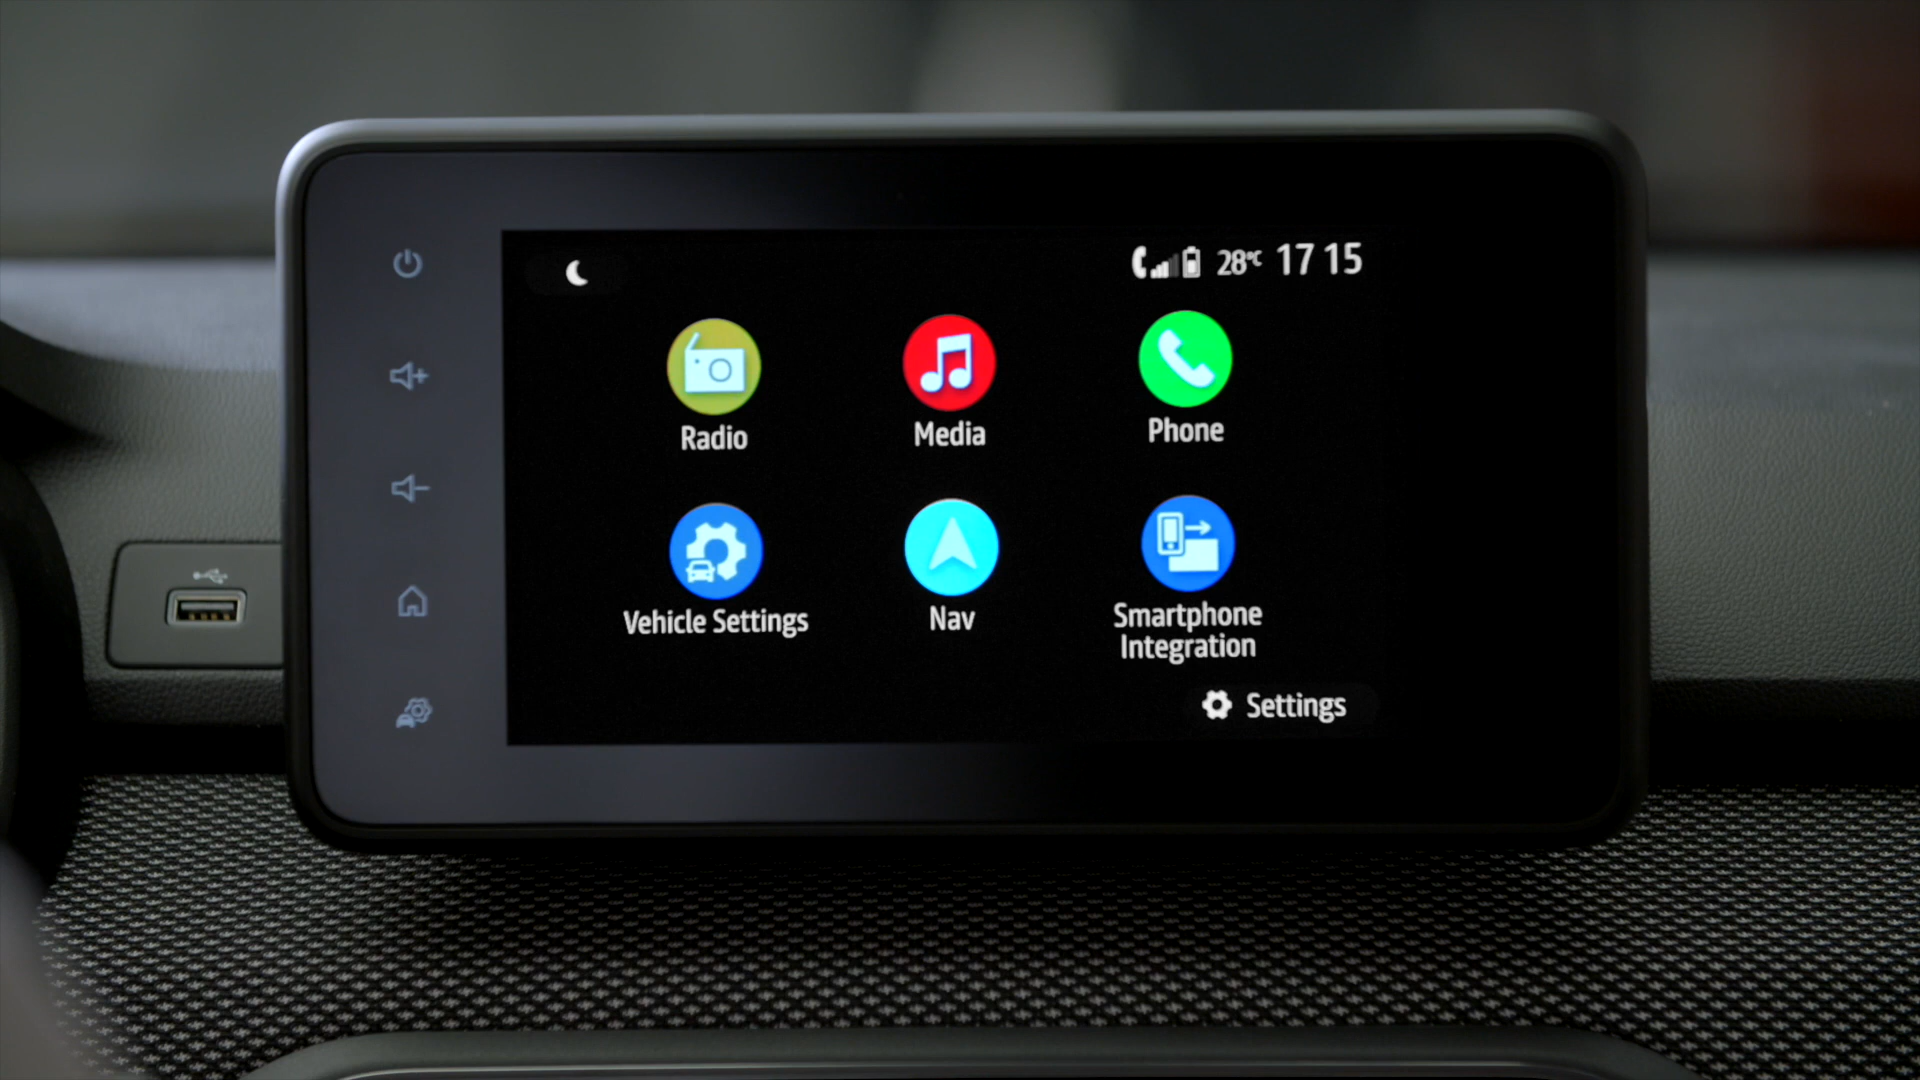 28°C 17 15
Radio
Media
Phone
Vehicle Settings
Nav
Smartphone
Integration
Settings